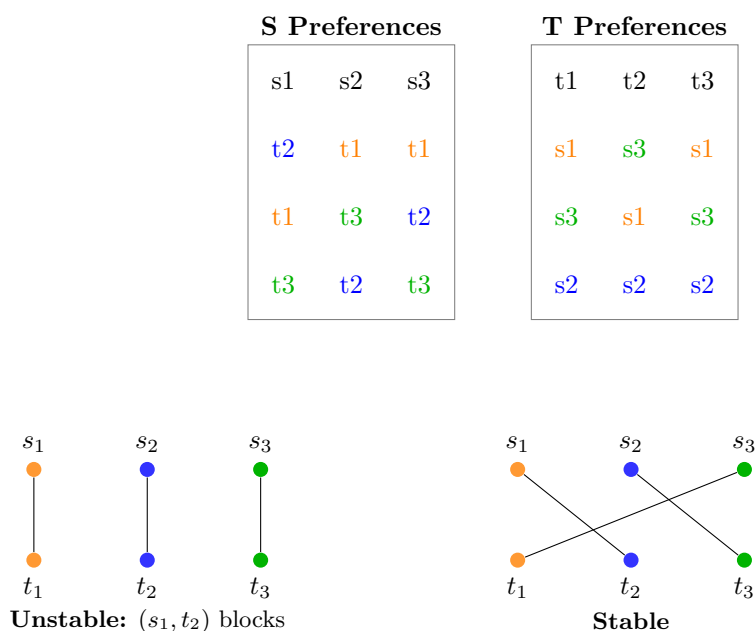 S Preferences
s1 s2 s3
t2 t1 t1
t1 t3 t2
t3 t2 t3
T Preferences
t1 t2 t3
s1 s3 s1
s3 s1 s3
s2 s2 s2
s₁ s₂ s₃
t₁ t₂ t₃
Unstable: (s₁, t₂) blocks
s₁ s₂ s₃
t₁ t₂ t₃
Stable